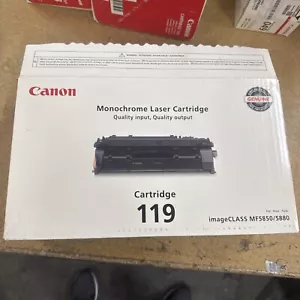 Canon
Monochrome Laser Cartridge
Quality input, Quality output!
GENUINE
Cartridge
119
imageCLASS MF5850/5880